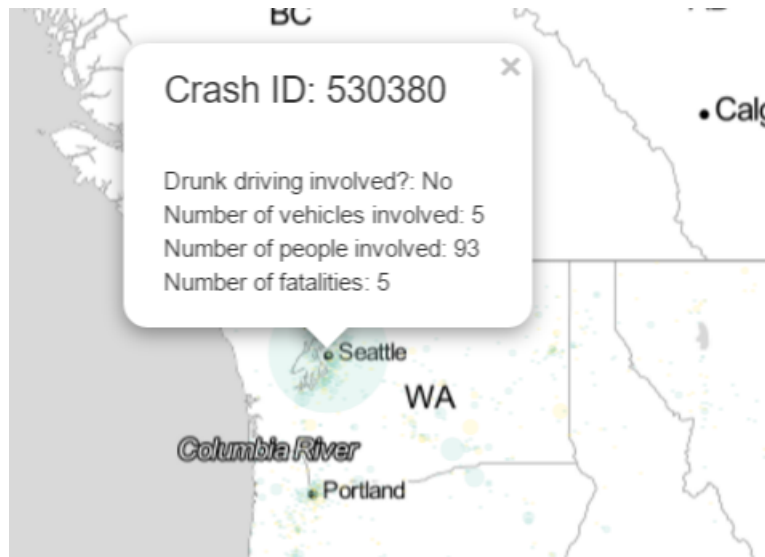 BC
×
Crash ID: 530380
Drunk driving involved?: No
Number of vehicles involved: 5
Number of people involved: 93
Number of fatalities: 5
Seattle
WA
Columbia River
Portland